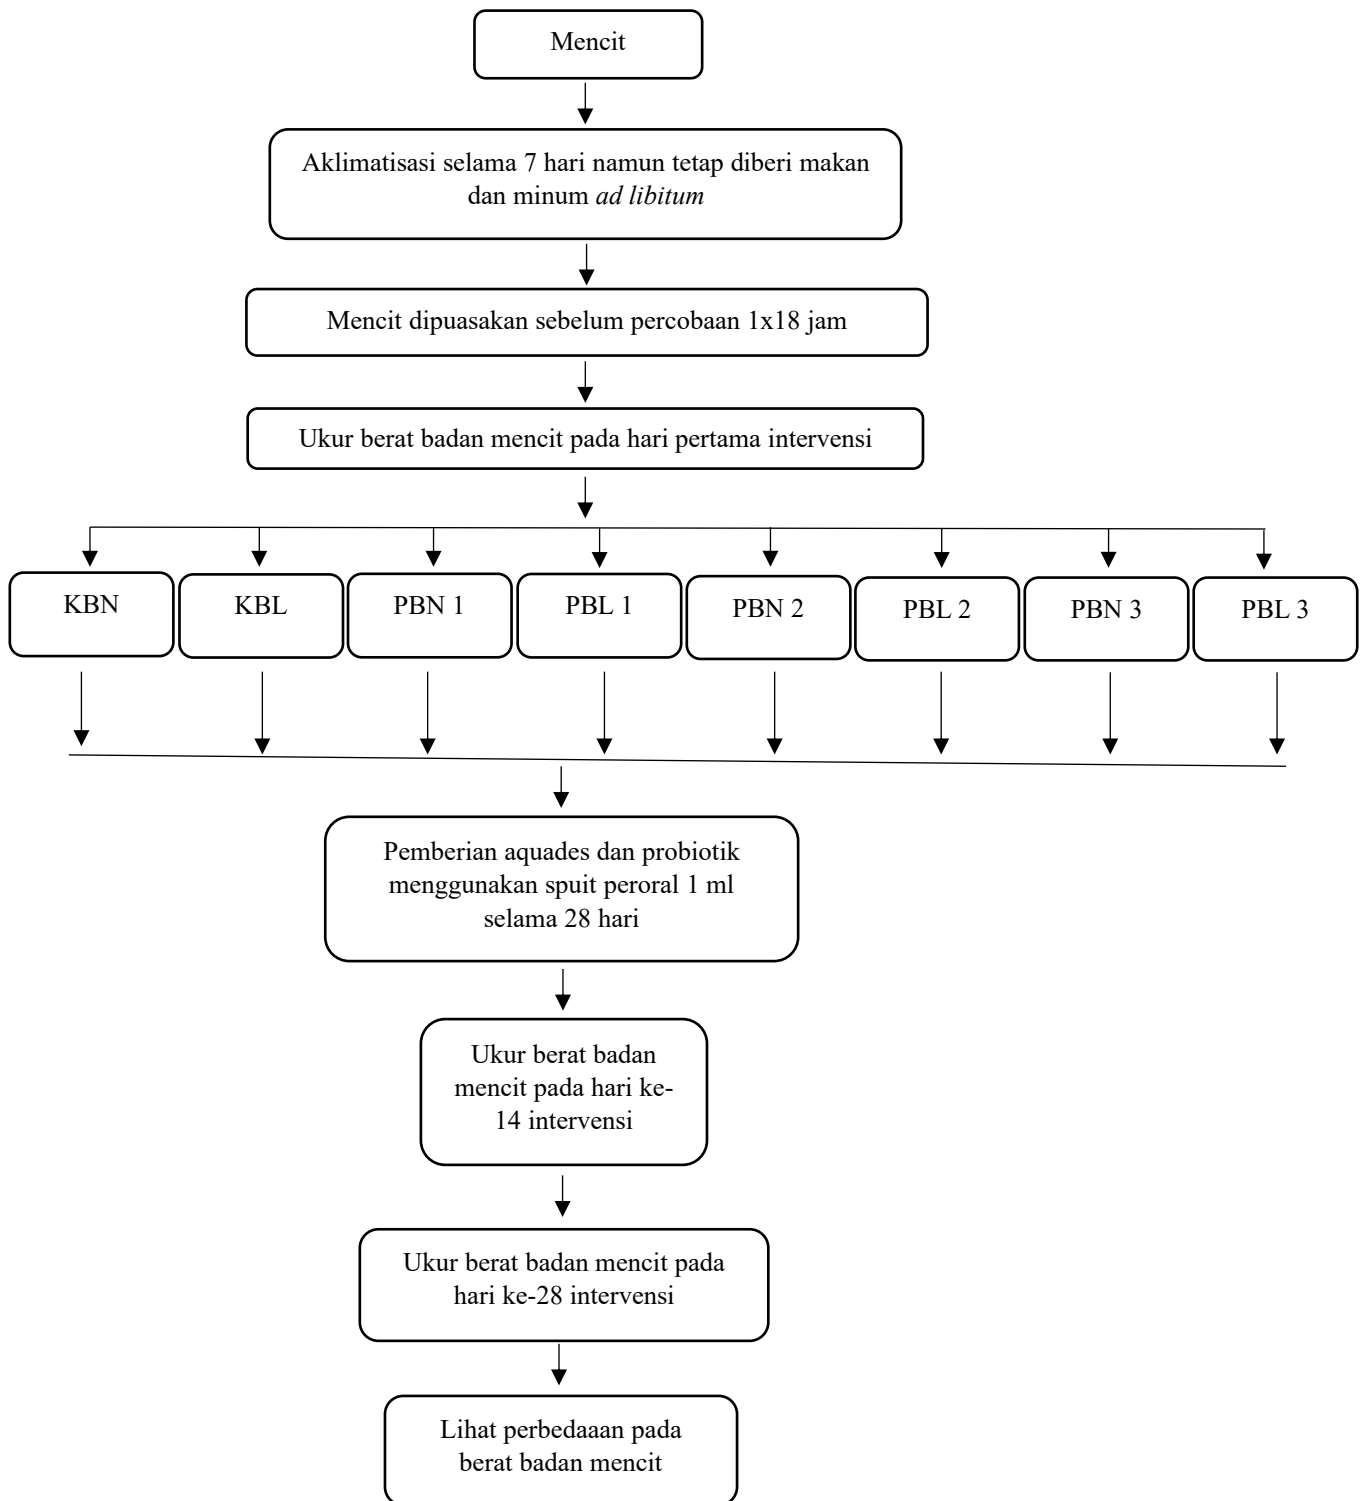 Mencit
Aklimatisasi selama 7 hari namun tetap diberi makan
dan minum ad libitum
Mencit dipuasakan sebelum percobaan 1x18 jam
Ukur berat badan mencit pada hari pertama intervensi
KBN
KBL
PBN 1
PBL 1
PBN 2
PBL 2
PBN 3
PBL 3
Pemberian aquades dan probiotik
menggunakan spuit peroral 1 ml
selama 28 hari
Ukur berat badan
mencit pada hari ke-
14 intervensi
Ukur berat badan mencit pada
hari ke-28 intervensi
Lihat perbedaaan pada
berat badan mencit